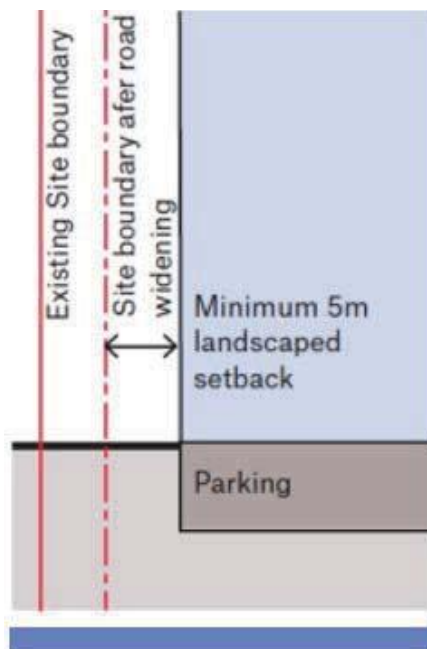 Existing Site boundary
Site boundary afer road
widening
Minimum 5m
landscaped
setback
Parking